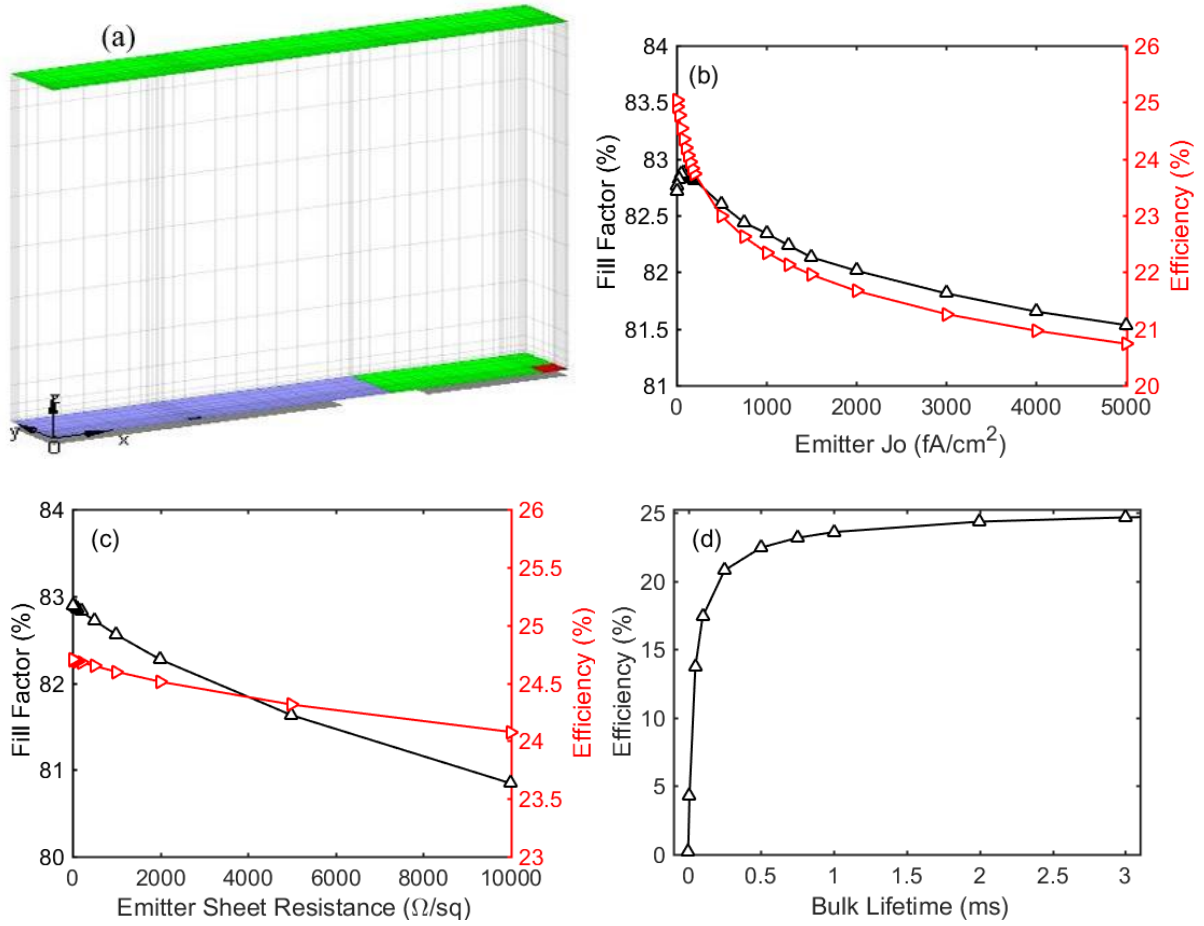 (a)
z
y
x
O
(b)
84
83.5
83
82.5
82
81.5
81
Fill Factor (%)
26
25
24
23
22
21
20
Efficiency (%)
0 1000 2000 3000 4000 5000
Emitter Jo (fA/cm²)
(c)
84
83
82
81
80
Fill Factor (%)
26
25.5
25
24.5
24
23.5
23
Efficiency (%)
0 2000 4000 6000 8000 10000
Emitter Sheet Resistance (Ω/sq)
(d)
25
20
15
10
5
0
Efficiency (%)
0 0.5 1 1.5 2 2.5 3
Bulk Lifetime (ms)